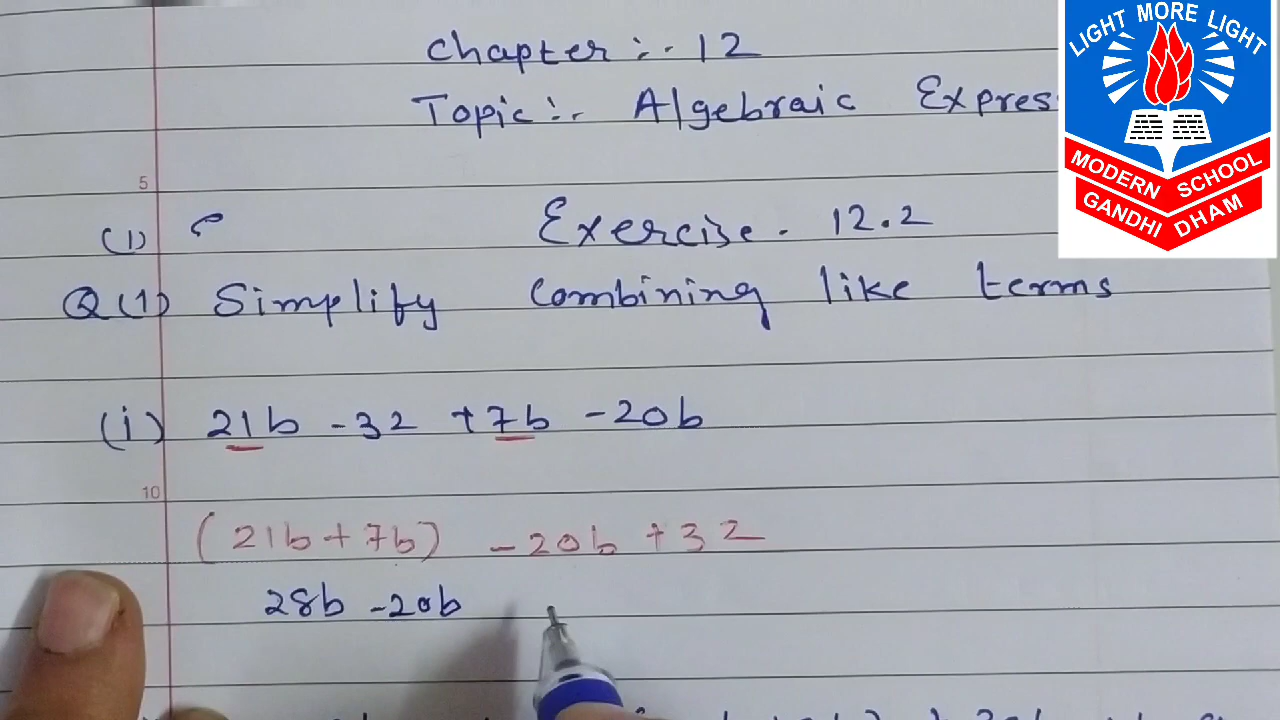 Chapter :- 12
Topic :- Algebraic Expres
5
(1) Exercise. 12.2
Q(1) Simplify Combining like terms
(i) 21b - 32 + 7b - 20b
10
(21b + 7b) - 20b + 32
28b - 20b
LIGHT MORE LIGHT
MODERN SCHOOL
GANDHI DHAM